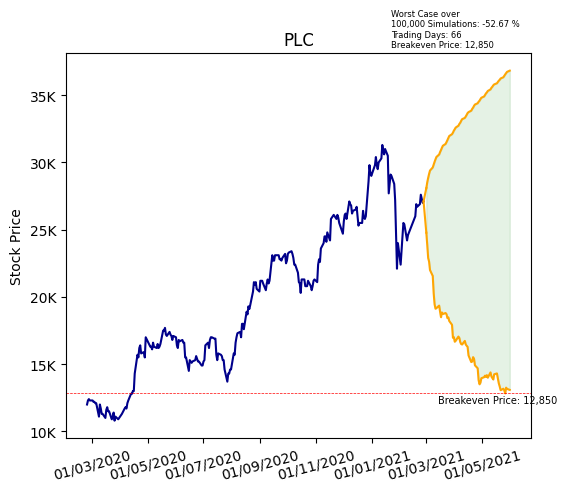 Worst Case over
100,000 Simulations: -52.67 %
Trading Days: 66
Breakeven Price: 12,850
PLC
Stock Price
35K
30K
25K
20K
15K
10K
Breakeven Price: 12,850
01/03/2020
01/05/2020
01/07/2020
01/09/2020
01/11/2020
01/01/2021
01/03/2021
01/05/2021